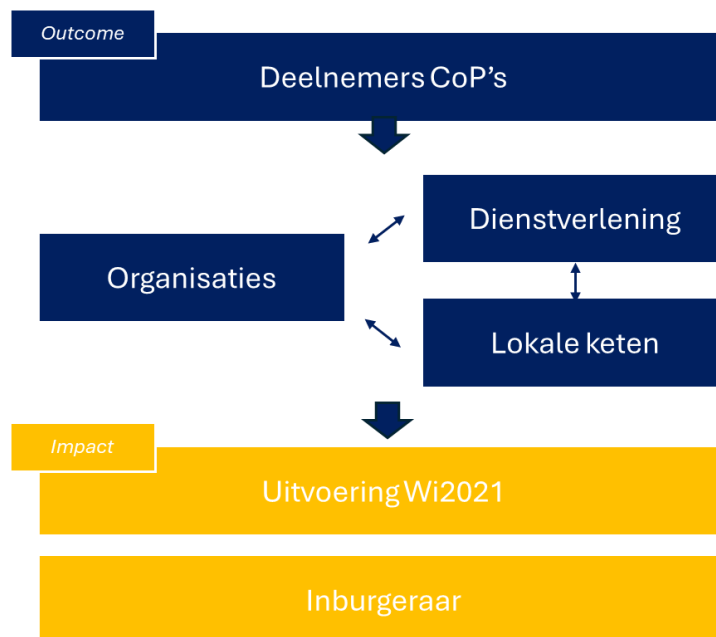 Outcome
Deelnemers CoP's
Dienstverlening
Organisaties
Lokale keten
Impact
Uitvoering Wi2021
Inburgeraar